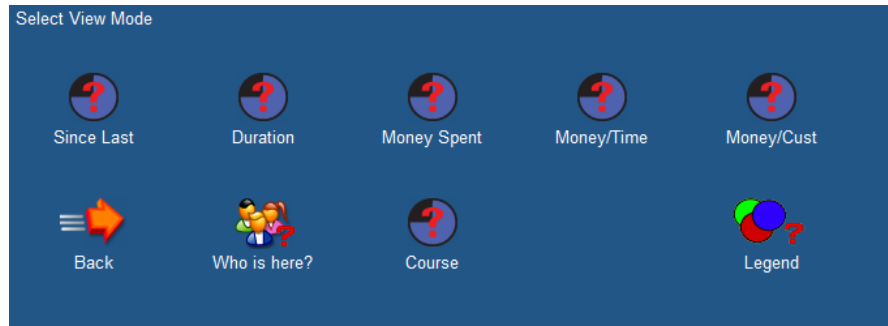 Select View Mode
Since Last
Duration
Money Spent
Money/Time
Money/Cust
Back
Who is here?
Course
Legend